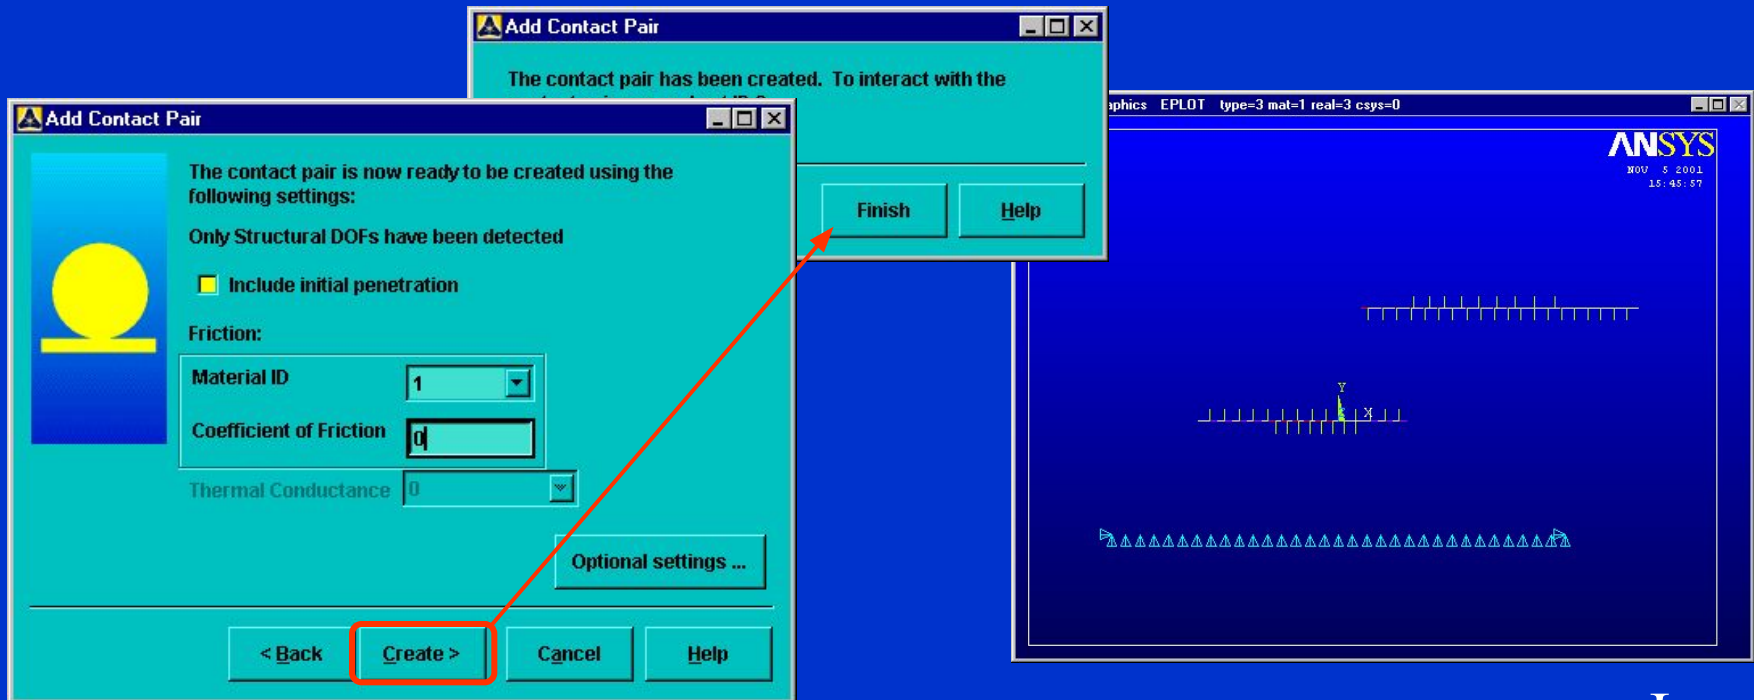 Add Contact Pair
The contact pair has been created. To interact with the
Finish
Help
Add Contact Pair
The contact pair is now ready to be created using the
following settings:
Only Structural DOFs have been detected
Include initial penetration
Friction:
Material ID
1
Coefficient of Friction
0
Thermal Conductance
0
Optional settings ...
< Back
Create >
Cancel
Help
EPLOT type=3 mat=1 real=3 csys=0
ANSYS
NOV 5 2001
15:45:57
Y
X